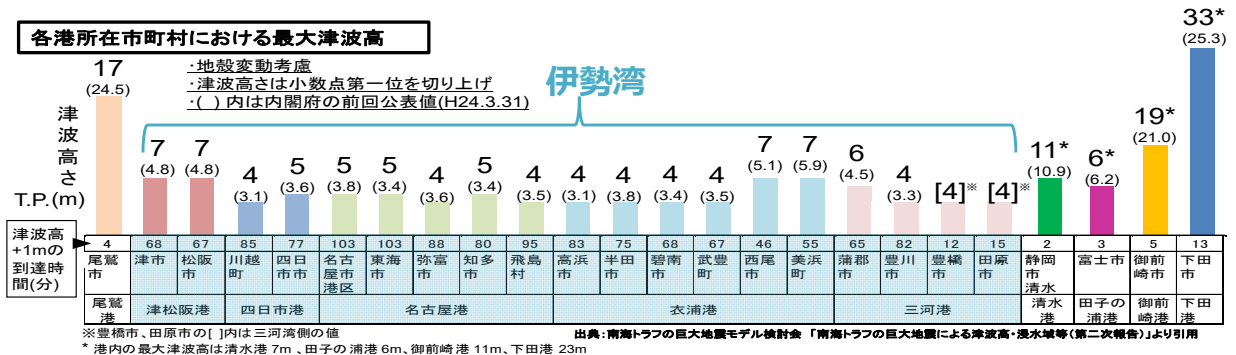 各港所在市町村における最大津波高
・地殻変動考慮
・津波高さは小数点第一位を切り上げ
・( ) 内は内閣府の前回公表値(H24.3.31)
伊勢湾
津波高さ
T.P.(m)
17 7 7 4 5 5 5 4 5 4 4 4 4 4 7 7 6 4 [4]※ [4]※ 11* 6* 19* 33*
(24.5) (4.8) (4.8) (3.1) (3.6) (3.8) (3.4) (3.6) (3.4) (3.5) (3.1) (3.8) (3.4) (3.5) (5.1) (5.9) (4.5) (3.3) (10.9) (6.2) (21.0) (25.3)
津波高
+1mの
到達時
間(分)
4 68 67 85 77 103 103 88 80 95 83 75 68 67 46 55 65 82 12 15 2 3 5 13
尾鷲市 津市 松阪市 川越町 四日市市 名古屋市港区 東海市 弥富市 知多市 飛島村 高浜市 半田市 碧南市 武豊町 西尾市 美浜町 蒲郡市 豊川市 豊橋市 田原市 静岡市清水 富士市 御前崎市 下田市
尾鷲港 津松阪港 四日市港 名古屋港 衣浦港 三河港 清水港 田子の浦港 御前崎港 下田港
※豊橋市、田原市の[ ]内は三河湾側の値
出典：南海トラフの巨大地震モデル検討会 「南海トラフの巨大地震による津波高・浸水域等（第二次報告）」より引用
* 港内の最大津波高は清水港 7m 、田子の浦港 6m、御前崎港 11m、下田港 23m